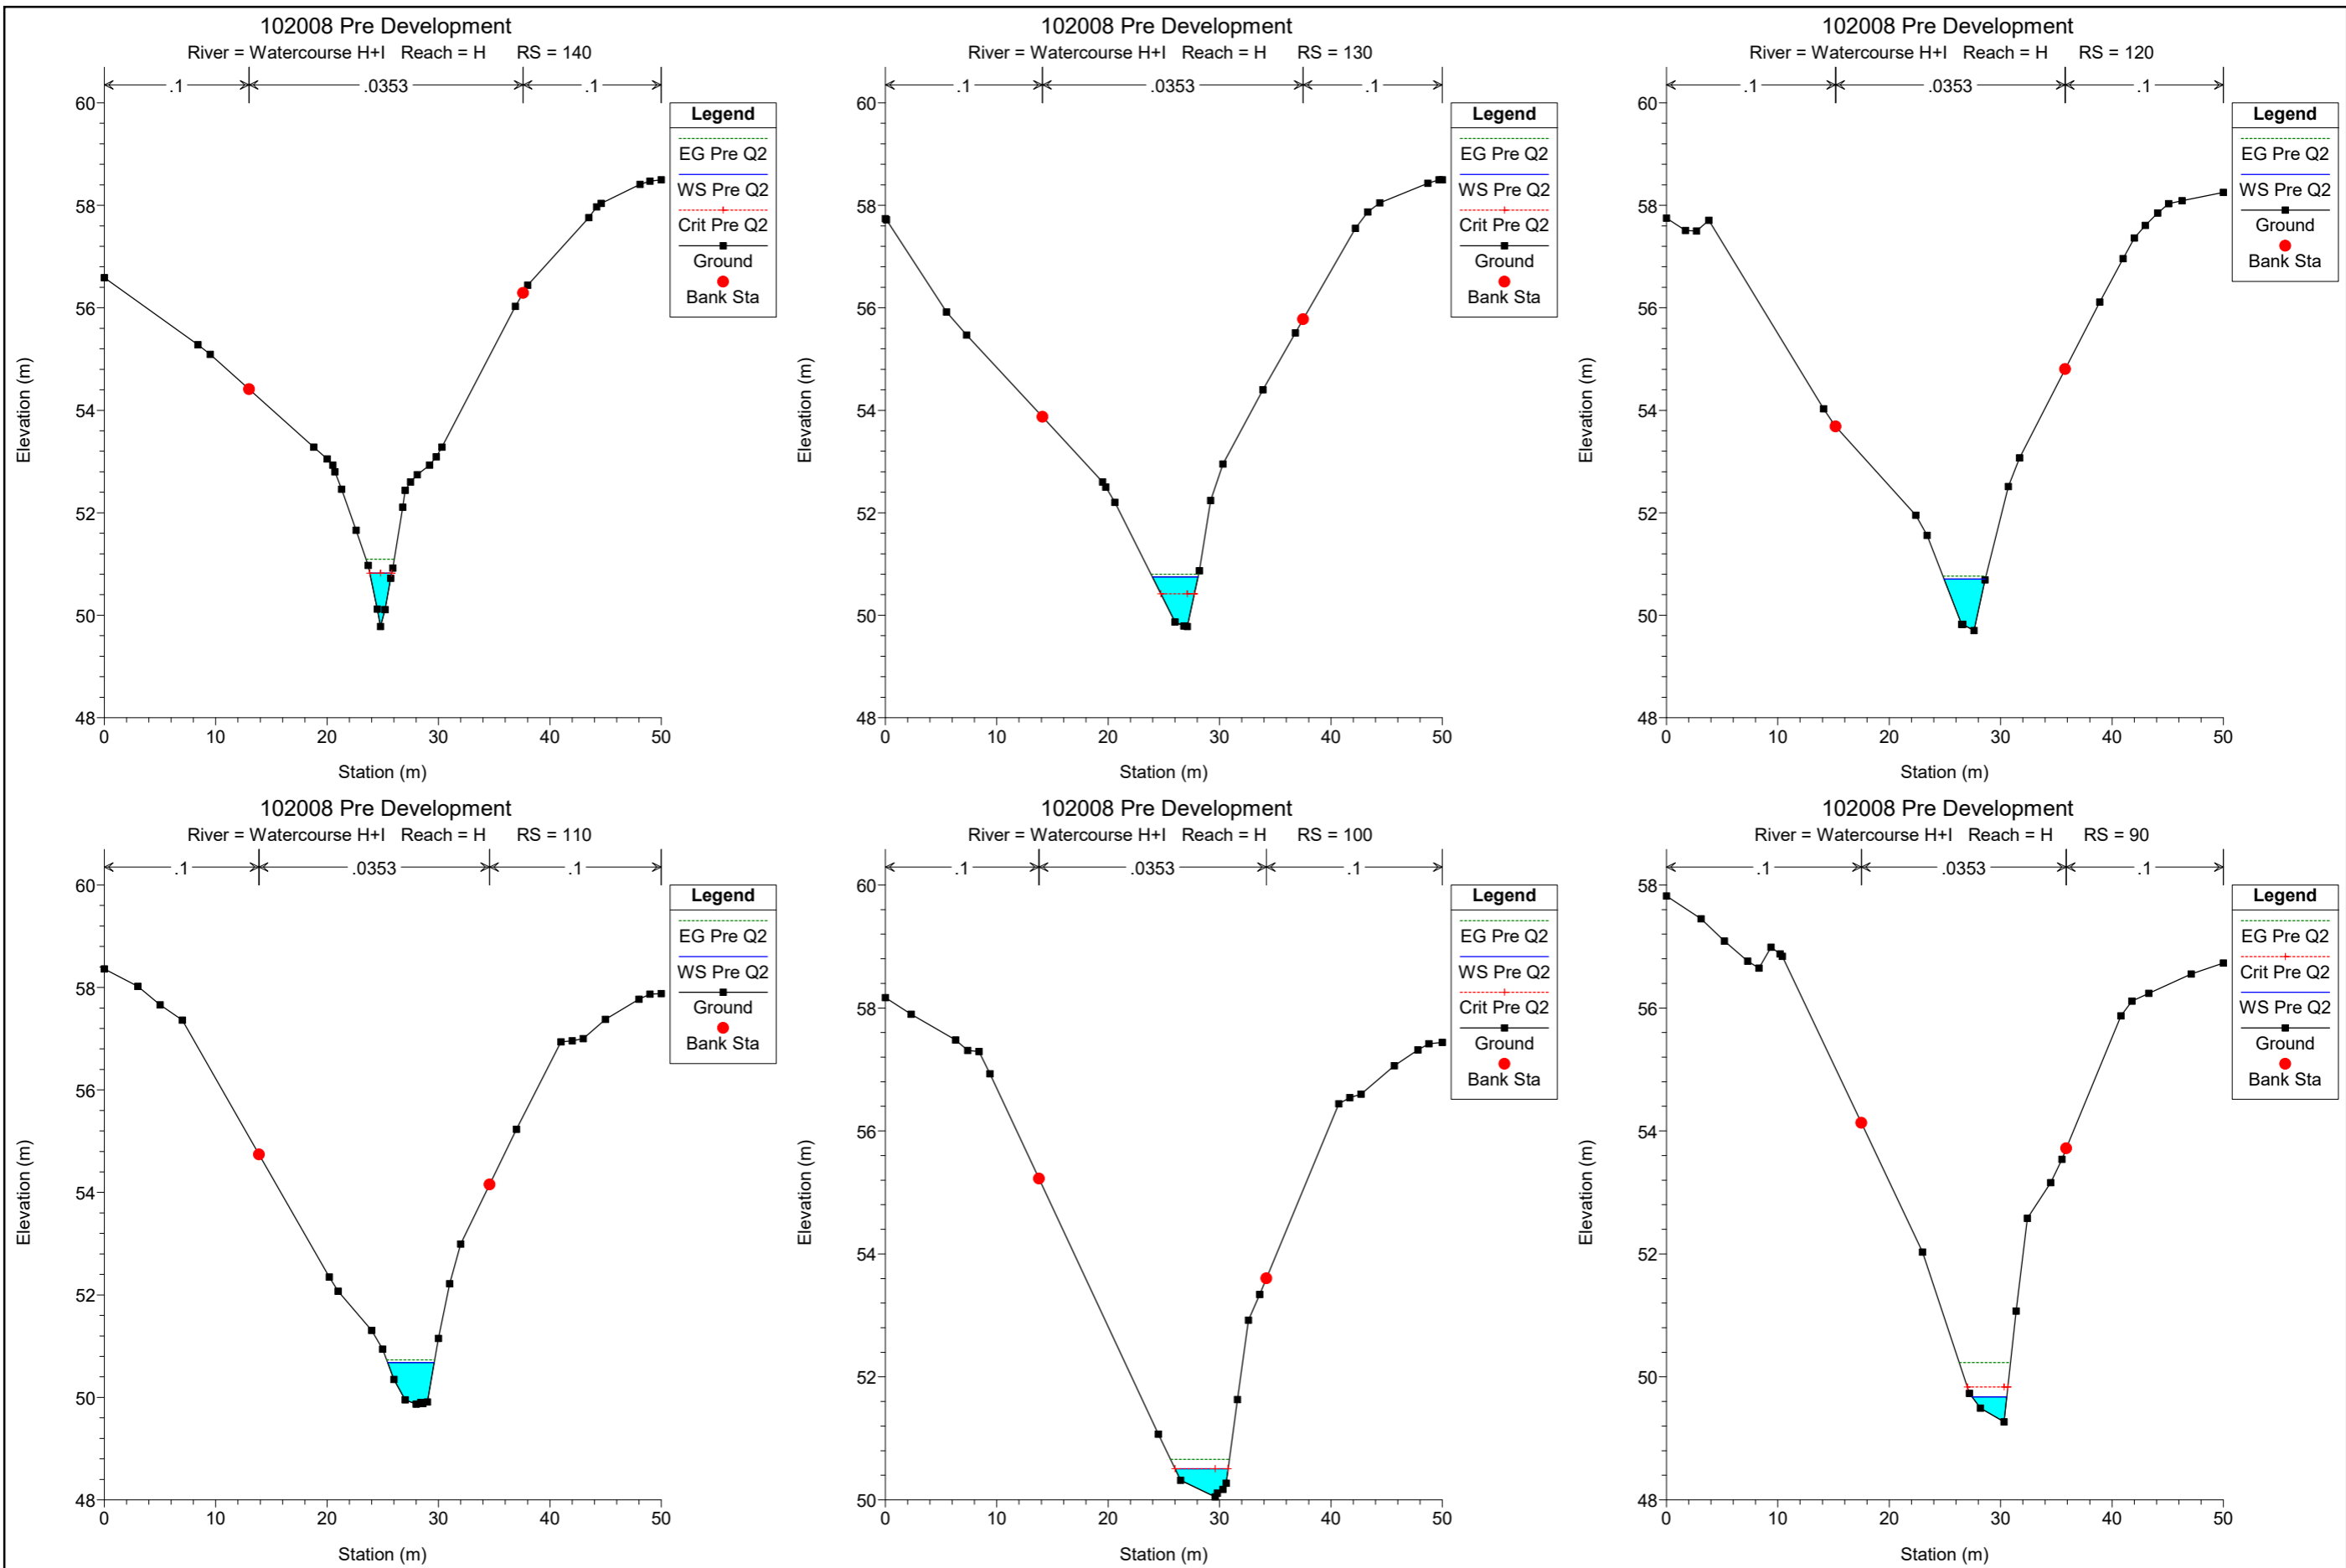 102008 Pre Development
River = Watercourse H+I Reach = H RS = 140
.1 .0353 .1
60
58
56
54
52
50
48
Elevation (m)
0 10 20 30 40 50
Station (m)
Legend
EG Pre Q2
WS Pre Q2
Crit Pre Q2
Ground
Bank Sta
102008 Pre Development
River = Watercourse H+I Reach = H RS = 130
.1 .0353 .1
60
58
56
54
52
50
48
Elevation (m)
0 10 20 30 40 50
Station (m)
Legend
EG Pre Q2
WS Pre Q2
Crit Pre Q2
Ground
Bank Sta
102008 Pre Development
River = Watercourse H+I Reach = H RS = 120
.1 .0353 .1
60
58
56
54
52
50
48
Elevation (m)
0 10 20 30 40 50
Station (m)
Legend
EG Pre Q2
WS Pre Q2
Ground
Bank Sta
102008 Pre Development
River = Watercourse H+I Reach = H RS = 110
.1 .0353 .1
60
58
56
54
52
50
48
Elevation (m)
0 10 20 30 40 50
Station (m)
Legend
EG Pre Q2
WS Pre Q2
Ground
Bank Sta
102008 Pre Development
River = Watercourse H+I Reach = H RS = 100
.1 .0353 .1
60
58
56
54
52
50
Elevation (m)
0 10 20 30 40 50
Station (m)
Legend
EG Pre Q2
WS Pre Q2
Crit Pre Q2
Ground
Bank Sta
102008 Pre Development
River = Watercourse H+I Reach = H RS = 90
.1 .0353 .1
58
56
54
52
50
48
Elevation (m)
0 10 20 30 40 50
Station (m)
Legend
EG Pre Q2
Crit Pre Q2
WS Pre Q2
Ground
Bank Sta